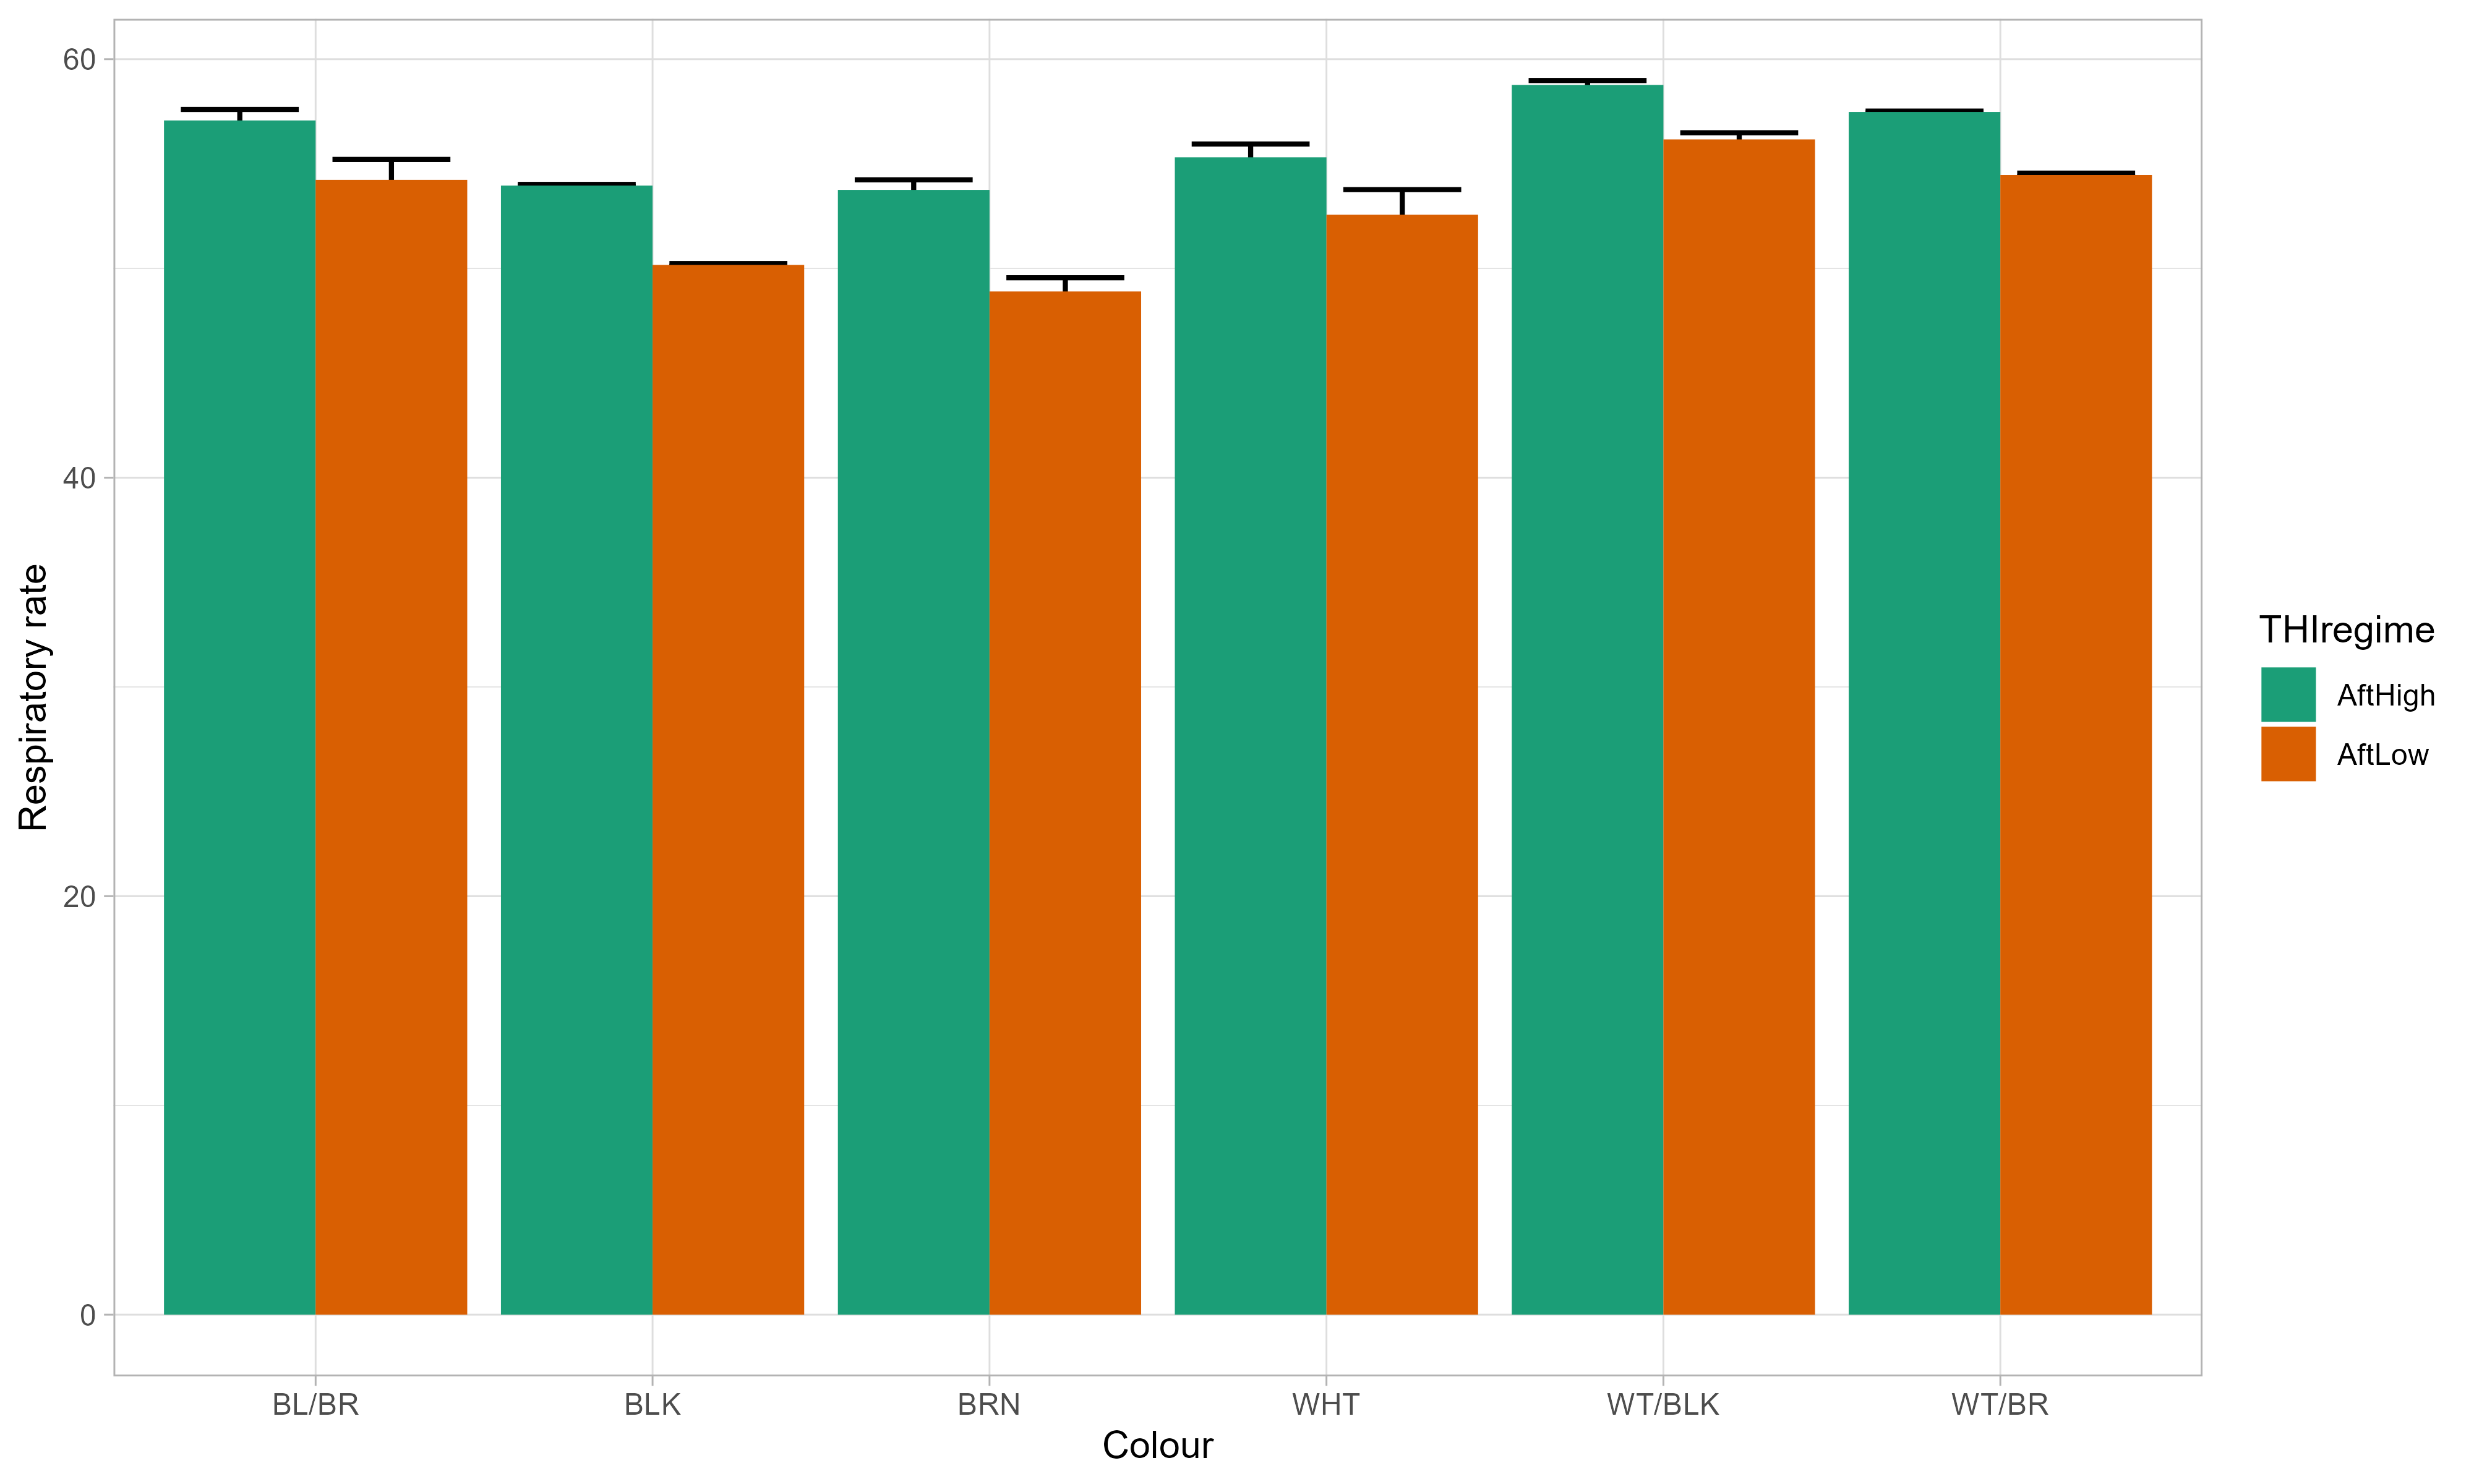 60
40
20
0
Respiratory rate
BL/BR
BLK
BRN
WHT
WT/BLK
WT/BR
Colour
THIregime
AftHigh
AftLow